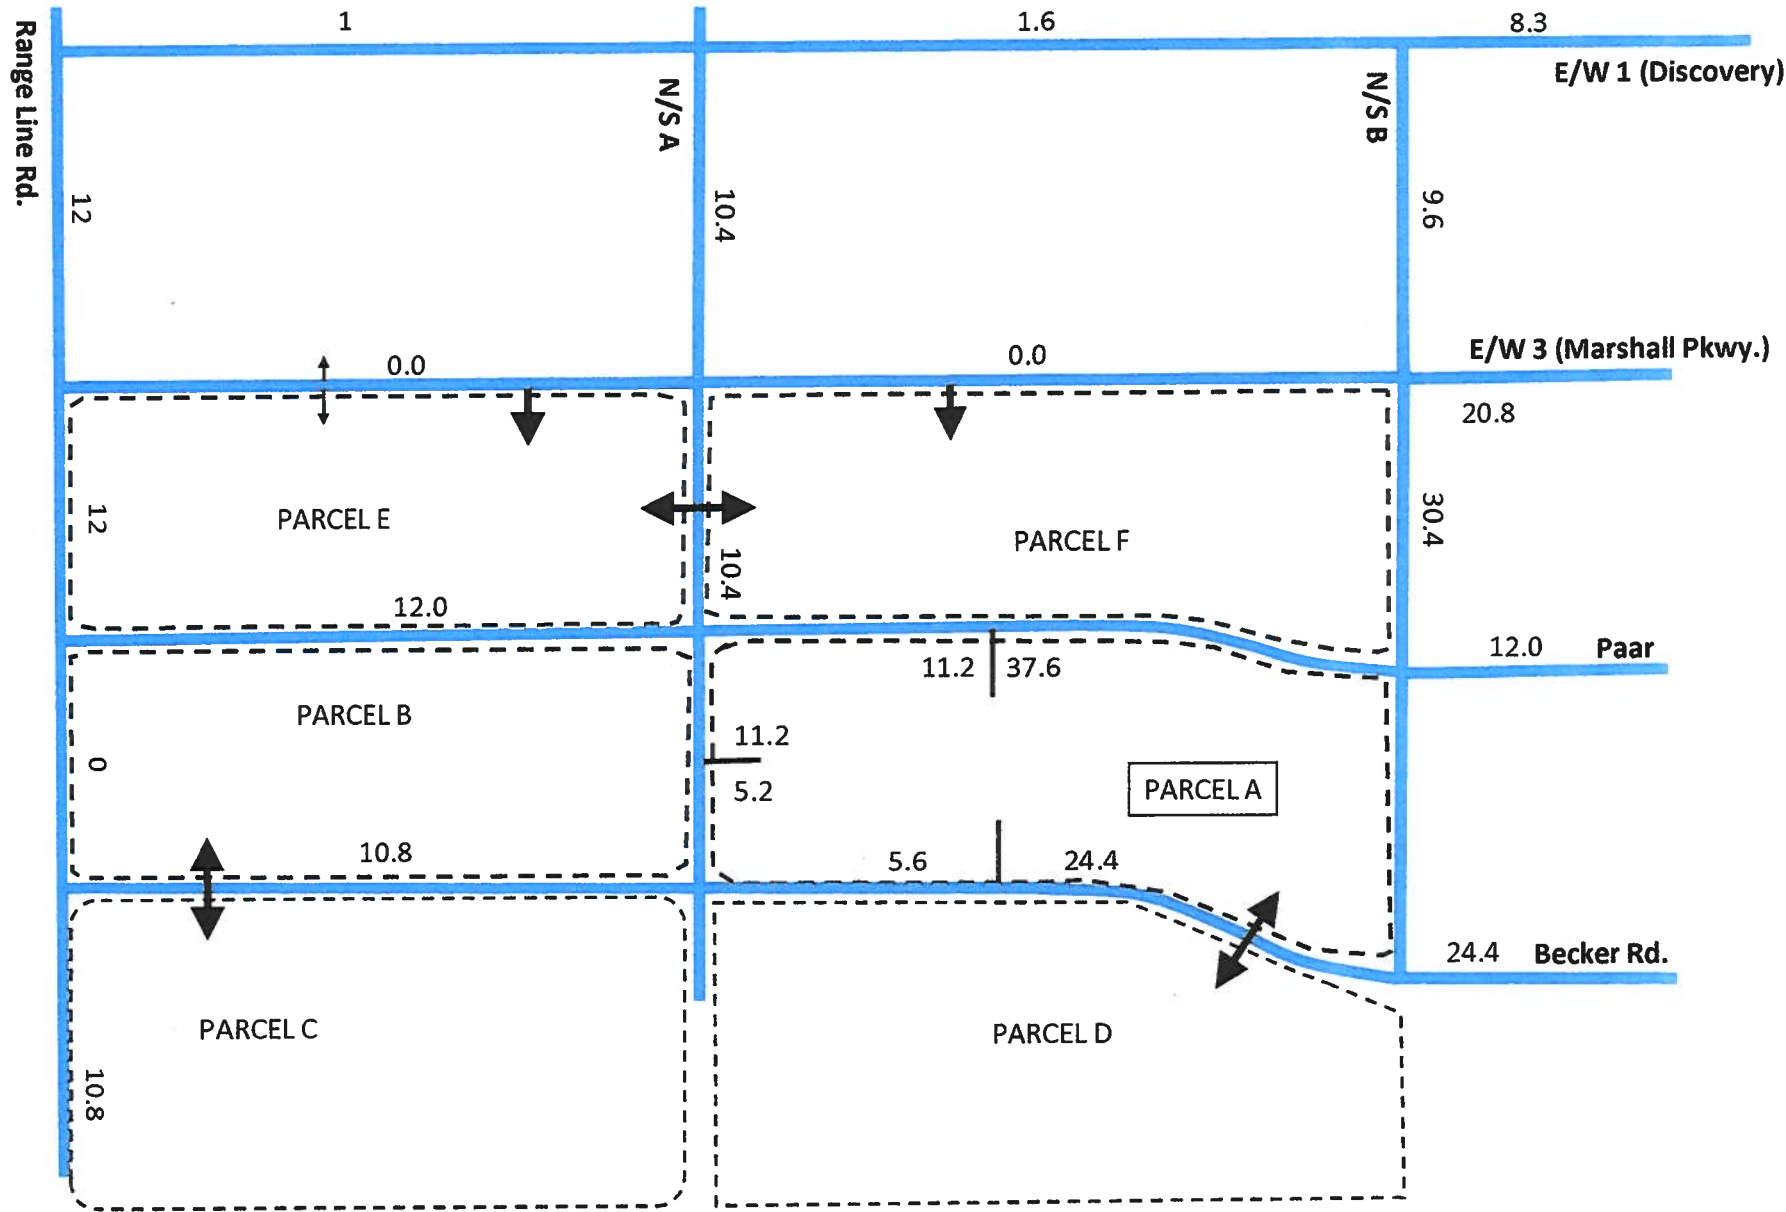 1
1.6
8.3
E/W 1 (Discovery)
Range Line Rd.
N/S A
N/S B
12
10.4
9.6
0.0
0.0
E/W 3 (Marshall Pkwy.)
20.8
12
PARCEL E
10.4
PARCEL F
30.4
12.0
12.0 Paar
11.2 37.6
PARCEL B
11.2
5.2
0
PARCEL A
10.8
5.6 24.4
24.4 Becker Rd.
PARCEL C
PARCEL D
10.8